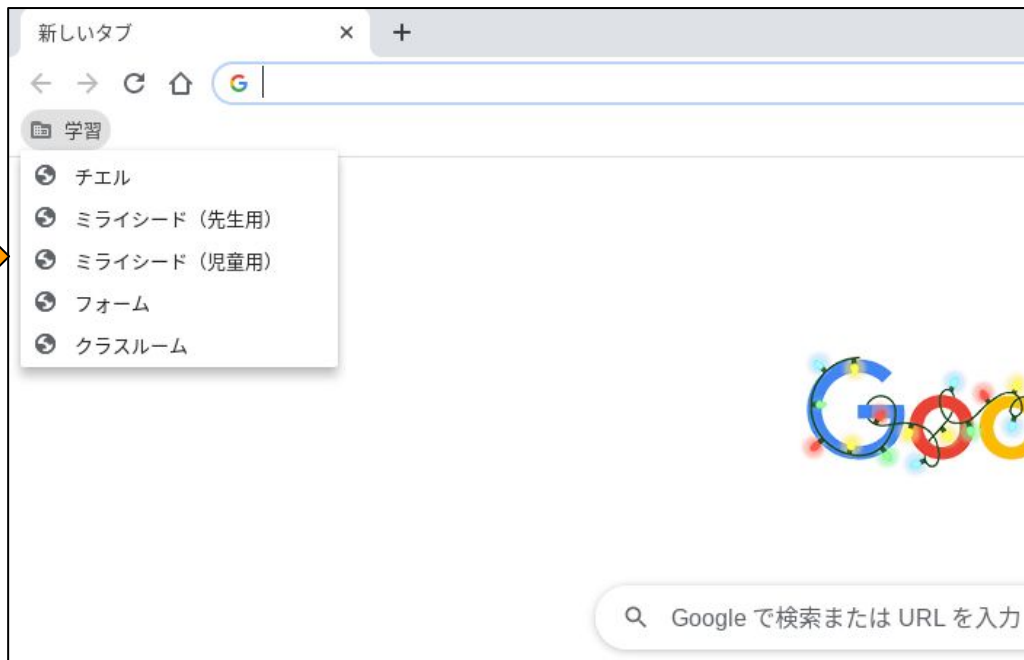 新しいタブ
学習
チエル
ミライシード（先生用）
ミライシード（児童用）
フォーム
クラスルーム
Goo
Google で検索または URL を入力